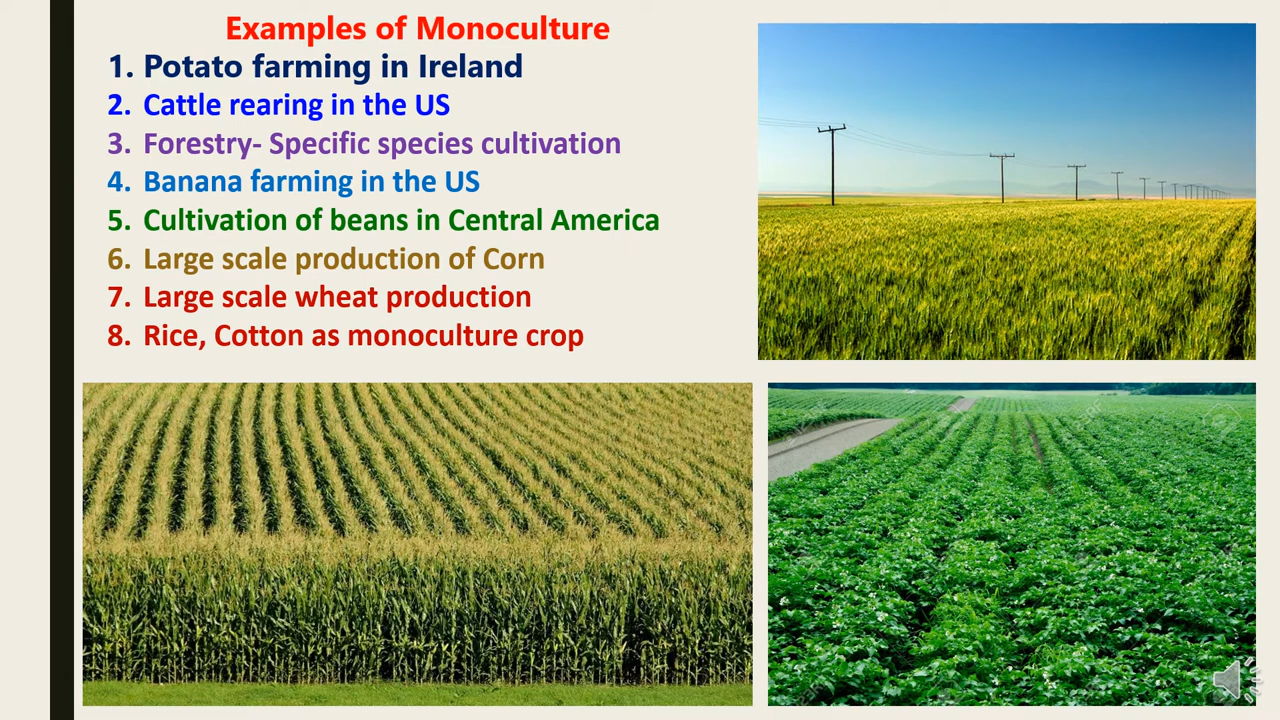 Examples of Monoculture
1. Potato farming in Ireland
2. Cattle rearing in the US
3. Forestry- Specific species cultivation
4. Banana farming in the US
5. Cultivation of beans in Central America
6. Large scale production of Corn
7. Large scale wheat production
8. Rice, Cotton as monoculture crop